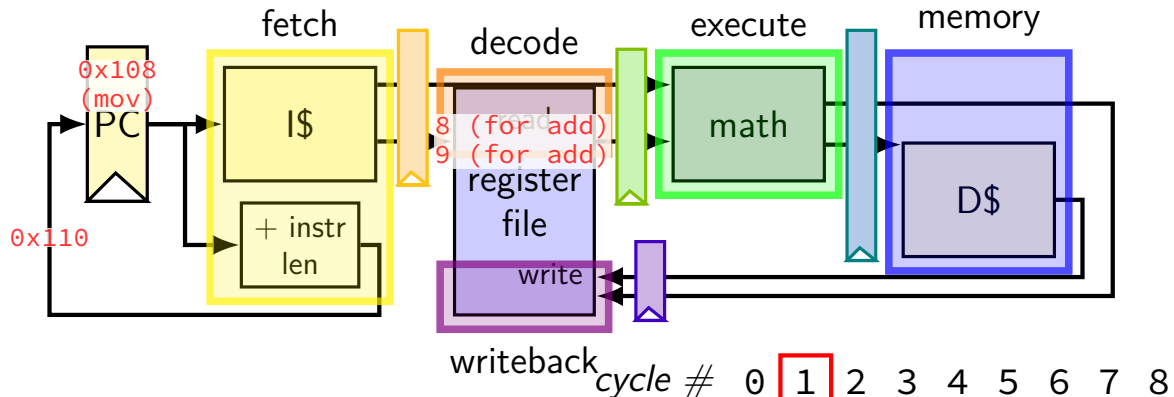 fetch
decode
execute
memory
0x108
(mov)
PC
I$
read
8 (for add)
9 (for add)
math
register
file
D$
0x110
+ instr
len
write
writeback
cycle # 0 1 2 3 4 5 6 7 8